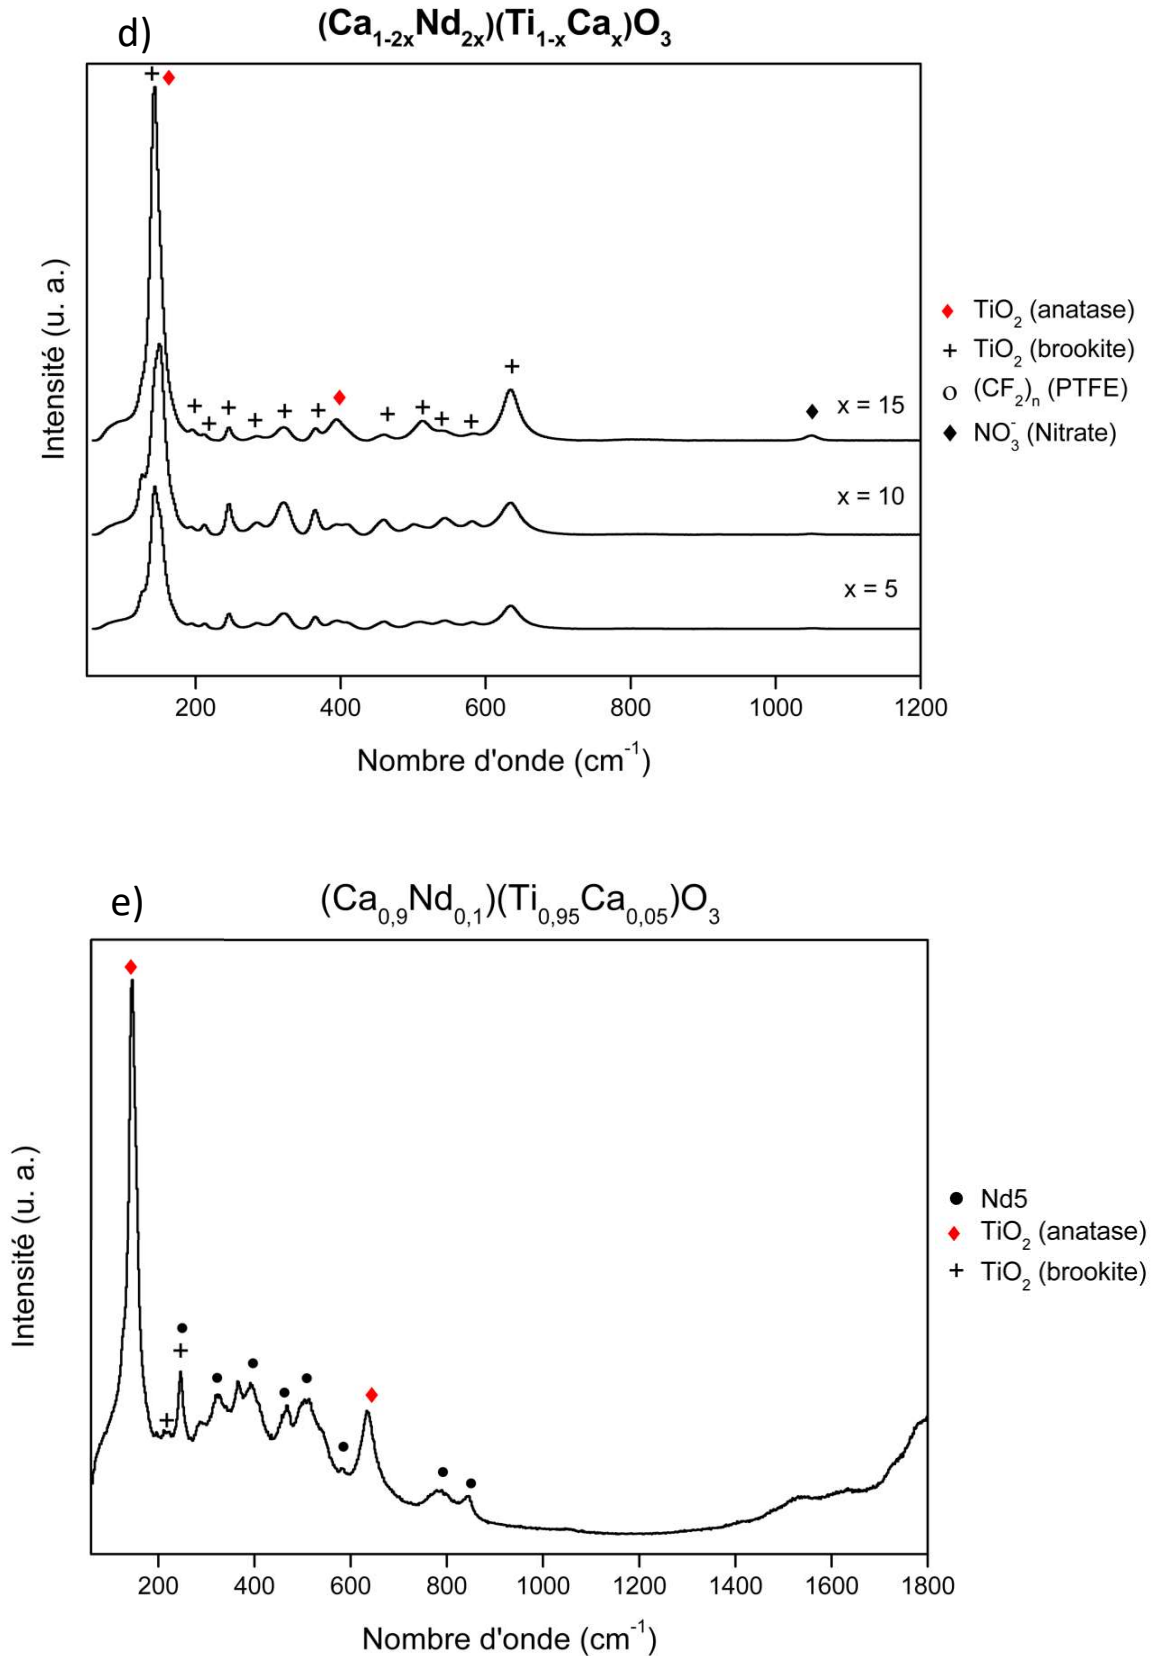 d)
(Ca1-2xNd2x)(Ti1-xCax)O3
Intensité (u. a.)
x = 15
x = 10
x = 5
200 400 600 800 1000 1200
Nombre d'onde (cm-1)
TiO2 (anatase)
TiO2 (brookite)
(CF2)n (PTFE)
NO3- (Nitrate)
e)
(Ca0,9Nd0,1)(Ti0,95Ca0,05)O3
Intensité (u. a.)
200 400 600 800 1000 1200 1400 1600 1800
Nombre d'onde (cm-1)
Nd5
TiO2 (anatase)
TiO2 (brookite)